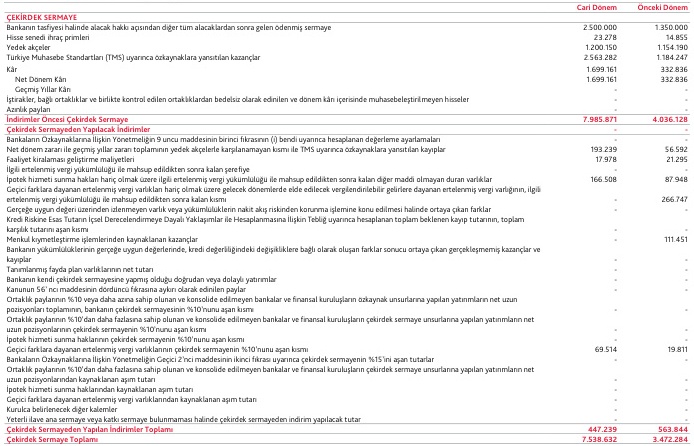 Cari Dönem Önceki Dönem
ÇEKİRDEK SERMAYE
Bankanın tasfiyesi halinde alacak hakkı açısından diğer tüm alacaklardan sonra gelen ödenmiş sermaye 2.500.000 1.350.000
Hisse senedi ihraç primleri 23.278 14.855
Yedek akçeler 1.200.150 1.154.190
Türkiye Muhasebe Standartları (TMS) uyarınca özkaynaklara yansıtılan kazançlar 2.563.282 1.184.247
Kâr 1.699.161 332.836
Net Dönem Kârı 1.699.161 332.836
Geçmiş Yıllar Kârı - -
İştirakler, bağlı ortaklıklar ve birlikte kontrol edilen ortaklıklardan bedelsiz olarak edinilen ve dönem kârı içerisinde muhasebeleştirilmeyen hisseler - -
Azınlık payları - -
İndirimler Öncesi Çekirdek Sermaye 7.985.871 4.036.128
Çekirdek Sermayeden Yapılacak İndirimler - -
Bankaların Özkaynaklarına İlişkin Yönetmeliğin 9 uncu maddesinin birinci fıkrasının (i) bendi uyarınca hesaplanan değerleme ayarlamaları - -
Net dönem zararı ile geçmiş yıllar zararı toplamının yedek akçelerle karşılanamayan kısmı ile TMS uyarınca özkaynaklara yansıtılan kayıplar 193.239 56.592
Faaliyet kiralaması geliştirme maliyetleri 17.978 21.295
İlgili ertelenmiş vergi yükümlülüğü ile mahsup edildikten sonra kalan şerefiye - -
İpotek hizmeti sunma hakları hariç olmak üzere ilgili ertelenmiş vergi yükümlülüğü ile mahsup edildikten sonra kalan diğer maddi olmayan duran varlıklar 166.508 87.948
Geçici farklara dayanan ertelenmiş vergi varlıkları hariç olmak üzere gelecek dönemlerde elde edilecek vergilendirilebilir gelirlere dayanan ertelenmiş vergi varlığının, ilgili
ertelenmiş vergi yükümlülüğü ile mahsup edildikten sonra kalan kısmı - 266.747
Gerçeğe uygun değeri üzerinden izlenmeyen varlık veya yükümlülüklerin nakit akış riskinden korunma işlemine konu edilmesi halinde ortaya çıkan farklar - -
Kredi Riskine Esas Tutarın İçsel Derecelendirmeye Dayalı Yaklaşımlar ile Hesaplanmasına İlişkin Tebliğ uyarınca hesaplanan toplam beklenen kayıp tutarının, toplam
karşılık tutarını aşan kısmı - -
Menkul kıymetleştirme işlemlerinden kaynaklanan kazançlar - 111.451
Bankanın yükümlülüklerinin gerçeğe uygun değerlerinde, kredi değerliliğindeki değişikliklere bağlı olarak oluşan farklar sonucu ortaya çıkan gerçekleşmemiş kazançlar ve
kayıplar - -
Tanımlanmış fayda plan varlıklarının net tutarı - -
Bankanın kendi çekirdek sermayesine yapmış olduğu doğrudan veya dolaylı yatırımlar - -
Kanunun 56' ncı maddesinin dördüncü fıkrasına aykırı olarak edinilen paylar - -
Ortaklık paylarının %10 veya daha azına sahip olunan ve konsolide edilmeyen bankalar ve finansal kuruluşların özkaynak unsurlarına yapılan yatırımların net uzun
pozisyonları toplamının, bankanın çekirdek sermayesinin %10'nunu aşan kısmı - -
Ortaklık paylarının %10'dan daha fazlasına sahip olunan ve konsolide edilmeyen bankalar ve finansal kuruluşların çekirdek sermaye unsurlarına yapılan yatırımların net
uzun pozisyonlarının çekirdek sermayenin %10'nunu aşan kısmı - -
İpotek hizmeti sunma haklarının çekirdek sermayenin %10'nunu aşan kısmı - -
Geçici farklara dayanan ertelenmiş vergi varlıklarının çekirdek sermayenin %10'nunu aşan kısmı 69.514 19.811
Bankaların Özkaynaklarına İlişkin Yönetmeliğin Geçici 2'nci maddesinin ikinci fıkrası uyarınca çekirdek sermayenin %15'ini aşan tutarlar - -
Ortaklık paylarının %10'dan daha fazlasına sahip olunan ve konsolide edilmeyen bankalar ve finansal kuruluşların çekirdek sermaye unsurlarına yapılan yatırımların net
uzun pozisyonlarından kaynaklanan aşım tutarı - -
İpotek hizmeti sunma haklarından kaynaklanan aşım tutarı - -
Geçici farklara dayanan ertelenmiş vergi varlıklarından kaynaklanan aşım tutarı - -
Kurulca belirlenecek diğer kalemler - -
Yeterli ilave ana sermaye veya katkı sermaye bulunmaması halinde çekirdek sermayeden indirim yapılacak tutar - -
Çekirdek Sermayeden Yapılan İndirimler Toplamı 447.239 563.844
Çekirdek Sermaye Toplamı 7.538.632 3.472.284